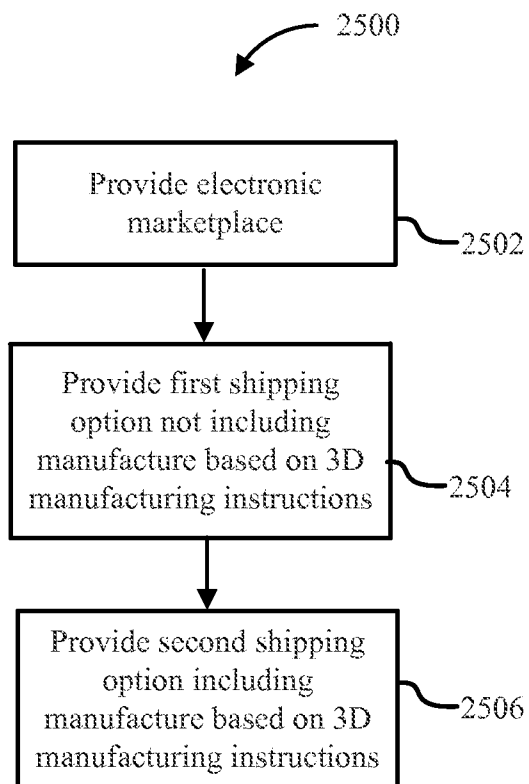 2500
Provide electronic
marketplace
2502
Provide first shipping
option not including
manufacture based on 3D
manufacturing instructions
2504
Provide second shipping
option including
manufacture based on 3D
manufacturing instructions
2506